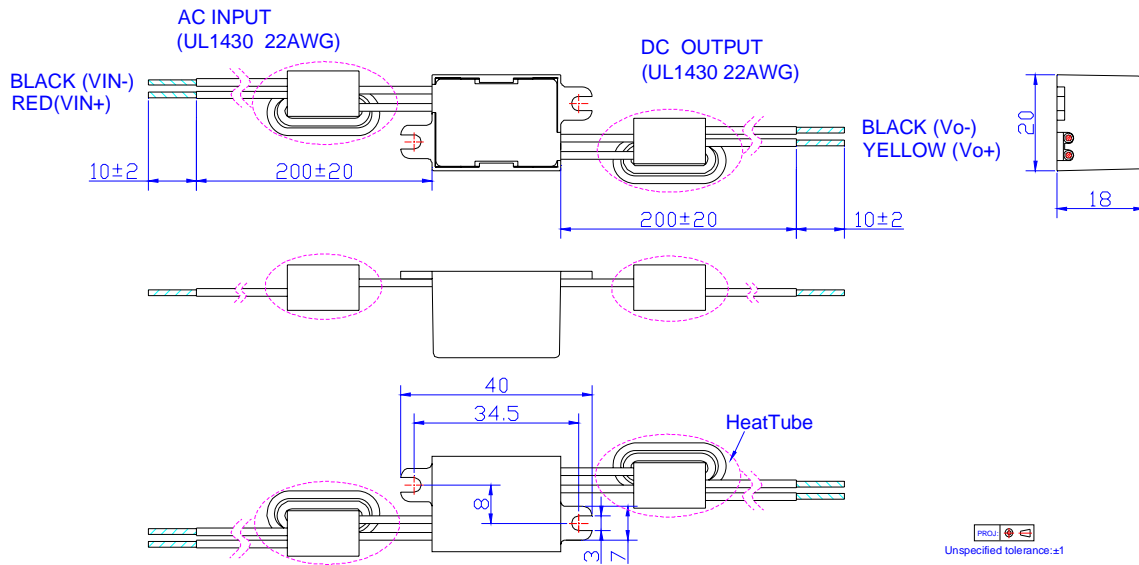 AC INPUT
(UL1430 22AWG)
DC OUTPUT
(UL1430 22AWG)
BLACK (VIN-)
RED(VIN+)
BLACK (Vo-)
YELLOW (Vo+)
20
18
10±2
200±20
200±20
10±2
40
34.5
HeatTube
8
3
7
PROJ:
Unspecified tolerance:±1